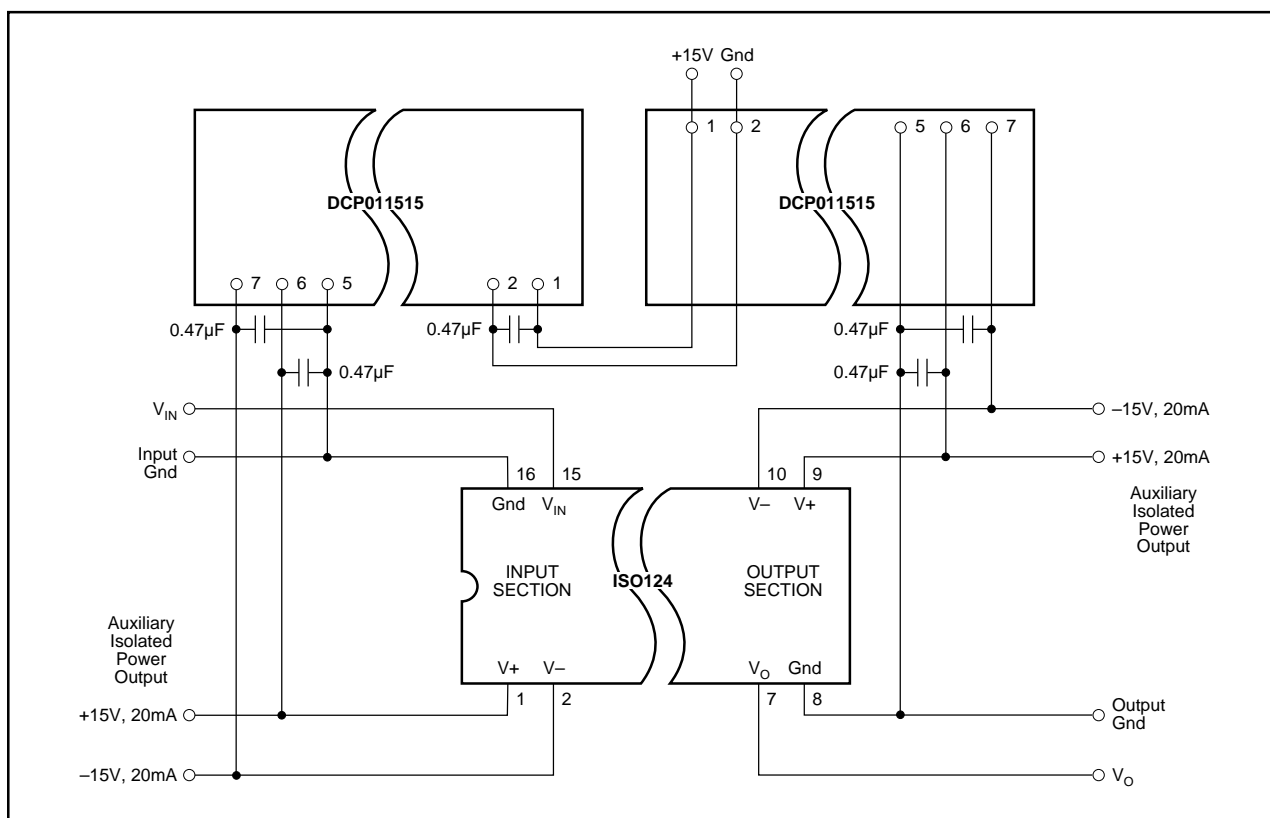 +15V Gnd
1 2 5 6 7
DCP011515 DCP011515
7 6 5 2 1
0.47µF 0.47µF 0.47µF
0.47µF 0.47µF
V_IN –15V, 20mA
Input
Gnd
+15V, 20mA
16 15 10 9
Gnd V_IN V– V+
Auxiliary
Isolated
Power
Output
INPUT
SECTION
ISO124
OUTPUT
SECTION
Auxiliary
Isolated
Power
Output
V+ V– V_O Gnd
1 2 7 8
+15V, 20mA
Output
Gnd
–15V, 20mA V_O